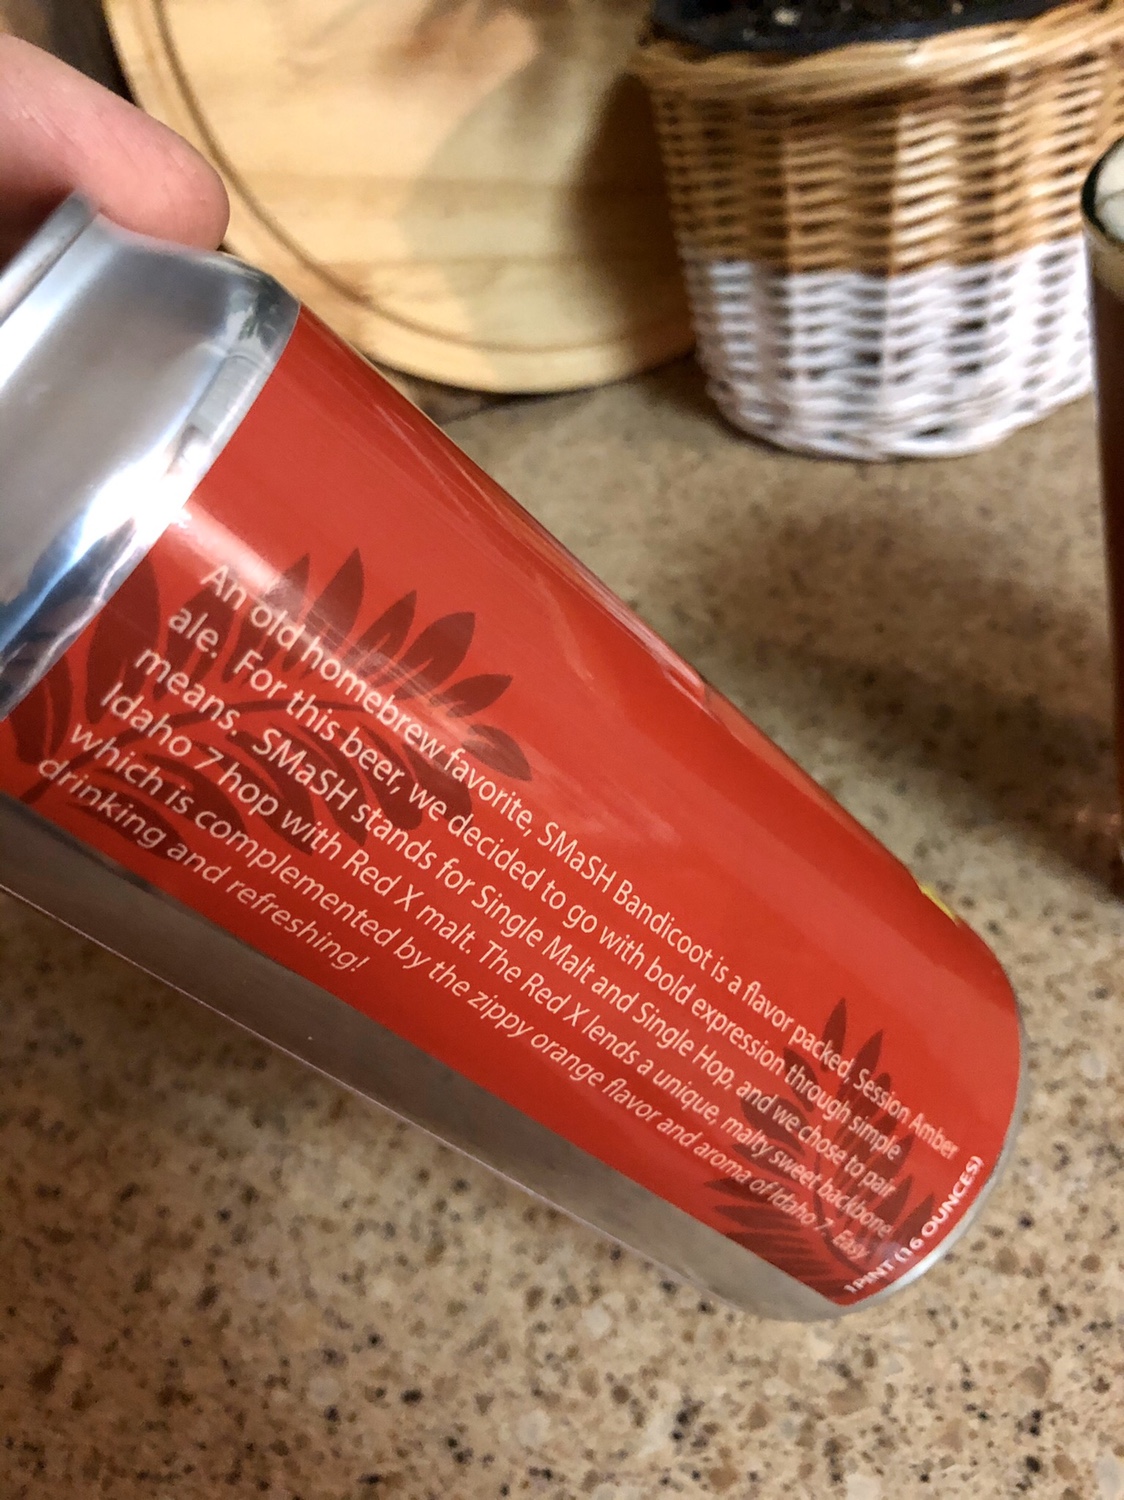 An old homebrew favorite, SMaSH Bandicoot is a flavor packed, Session Amber
ale. For this beer, we decided to go with bold expression through simple
means. SMaSH stands for Single Malt and Single Hop, and we chose to pair
Idaho 7 hop with Red X malt. The Red X lends a unique, malty sweet backbone
which is complemented by the zippy orange flavor and aroma of Idaho 7. Easy
drinking and refreshing!
1 PINT (16 OUNCES)